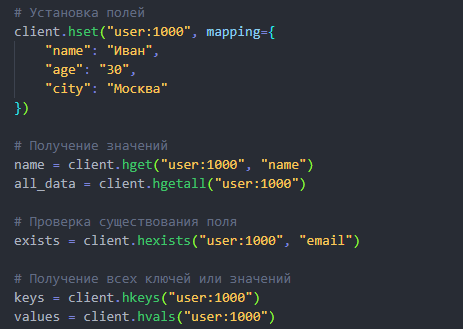 # Установка полей
client.hset("user:1000", mapping={
    "name": "Иван",
    "age": "30",
    "city": "Москва"
})
# Получение значений
name = client.hget("user:1000", "name")
all_data = client.hgetall("user:1000")
# Проверка существования поля
exists = client.hexists("user:1000", "email")
# Получение всех ключей или значений
keys = client.hkeys("user:1000")
values = client.hvals("user:1000")